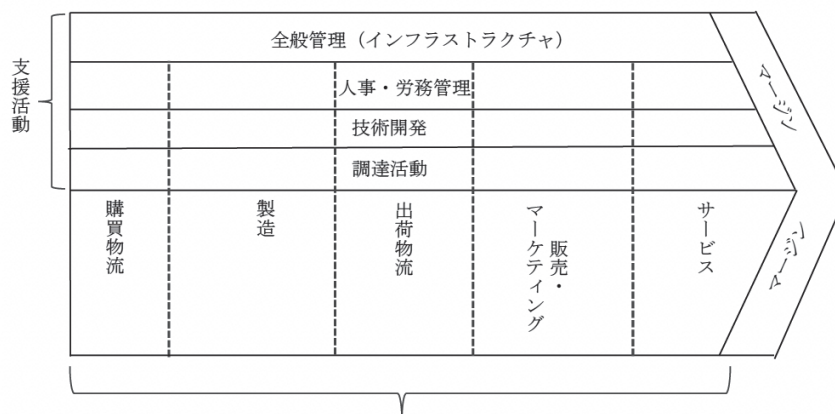 支援活動
全般管理（インフラストラクチャ）
人事・労務管理
技術開発
調達活動
マージン
購買物流
製造
出荷物流
販売・
マーケティング
サービス
マージン